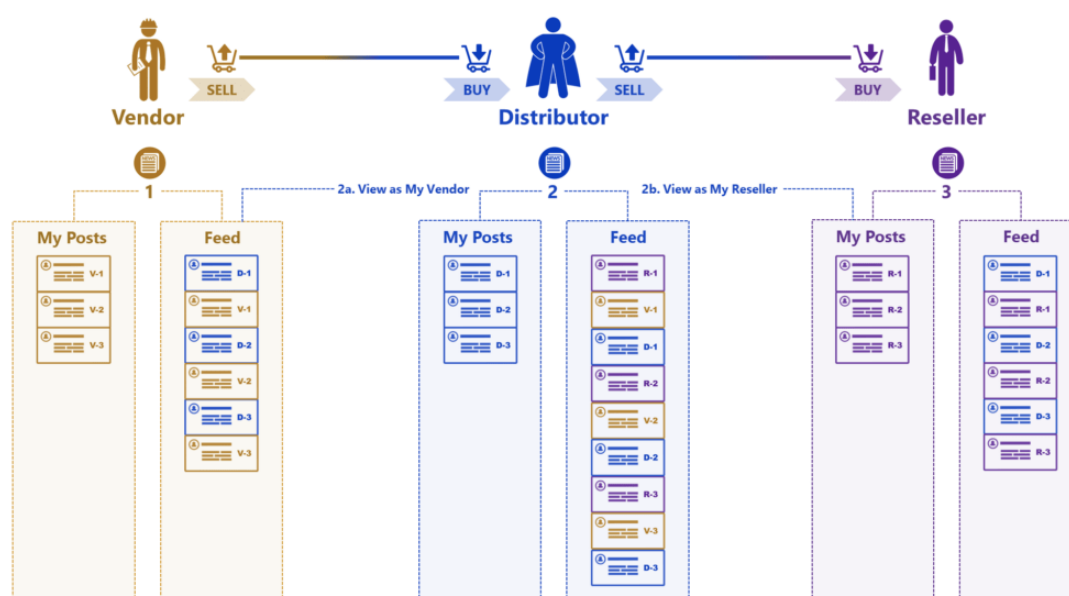 SELL
BUY
SELL
BUY
Vendor
Distributor
Reseller
NEWS
NEWS
NEWS
1
2a. View as My Vendor
2
2b. View as My Reseller
3
My Posts
V-1
V-2
V-3
Feed
D-1
V-1
D-2
V-2
D-3
V-3
My Posts
D-1
D-2
D-3
Feed
R-1
V-1
D-1
R-2
V-2
D-2
R-3
V-3
D-3
My Posts
R-1
R-2
R-3
Feed
D-1
R-1
D-2
R-2
D-3
R-3